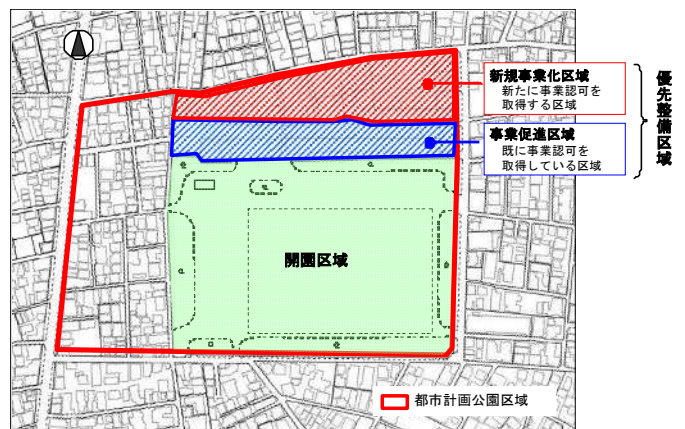 新規事業化区域
新たに事業認可を
取得する区域
事業促進区域
既に事業認可を
取得している区域
優先整備区域
開園区域
都市計画公園区域